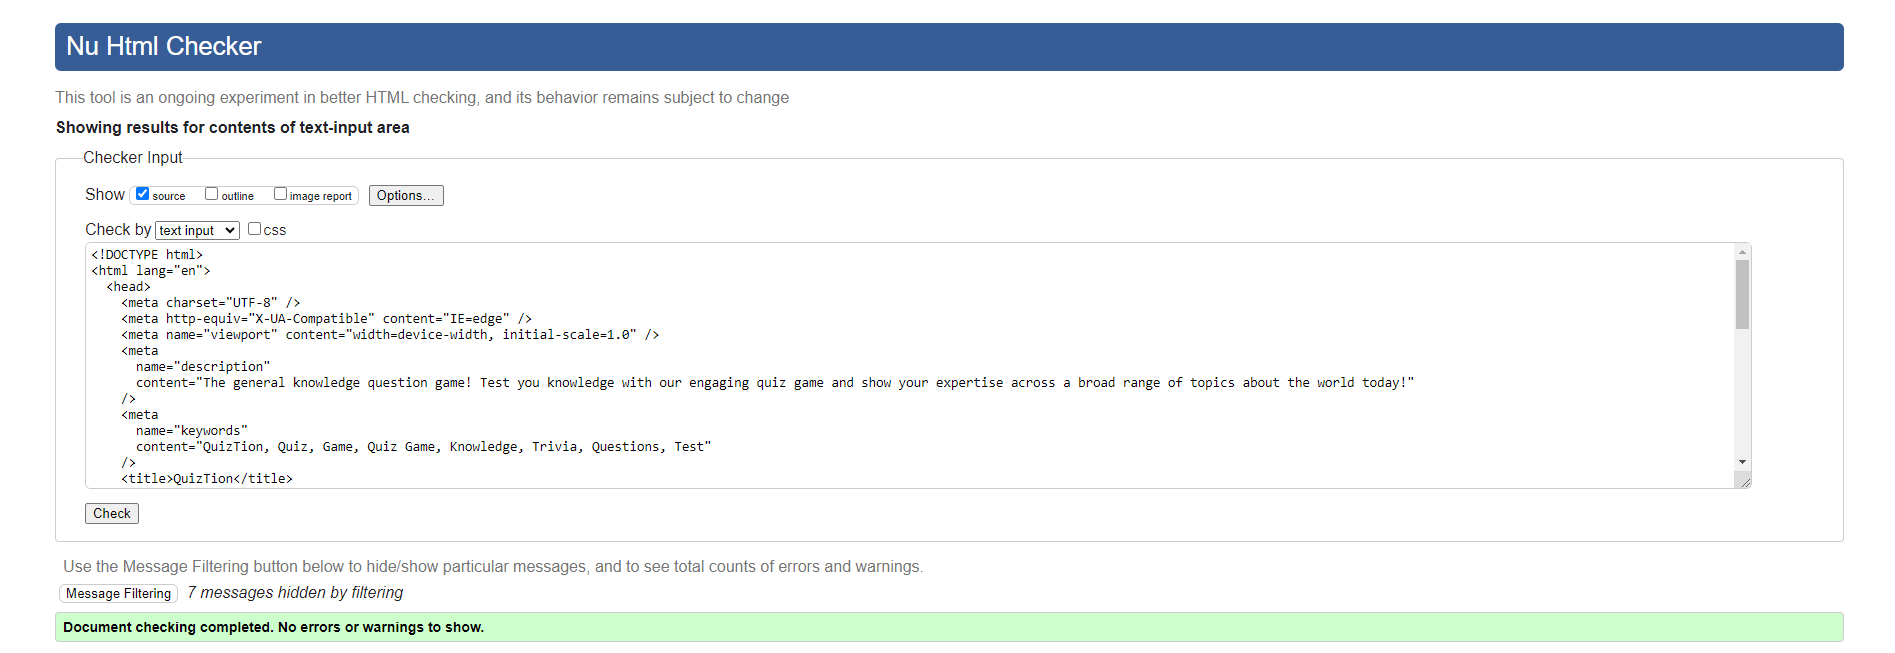 Nu Html Checker
This tool is an ongoing experiment in better HTML checking, and its behavior remains subject to change
Showing results for contents of text-input area
Checker Input
Show source outline image report Options...
Check by text input css
<!DOCTYPE html>
<html lang="en">
<head>
<meta charset="UTF-8" />
<meta http-equiv="X-UA-Compatible" content="IE=edge" />
<meta name="viewport" content="width=device-width, initial-scale=1.0" />
<meta
name="description"
content="The general knowledge question game! Test you knowledge with our engaging quiz game and show your expertise across a broad range of topics about the world today!"
/>
<meta
name="keywords"
content="QuizTion, Quiz, Game, Quiz Game, Knowledge, Trivia, Questions, Test"
/>
<title>QuizTion</title>
Check
Use the Message Filtering button below to hide/show particular messages, and to see total counts of errors and warnings.
Message Filtering 7 messages hidden by filtering
Document checking completed. No errors or warnings to show.